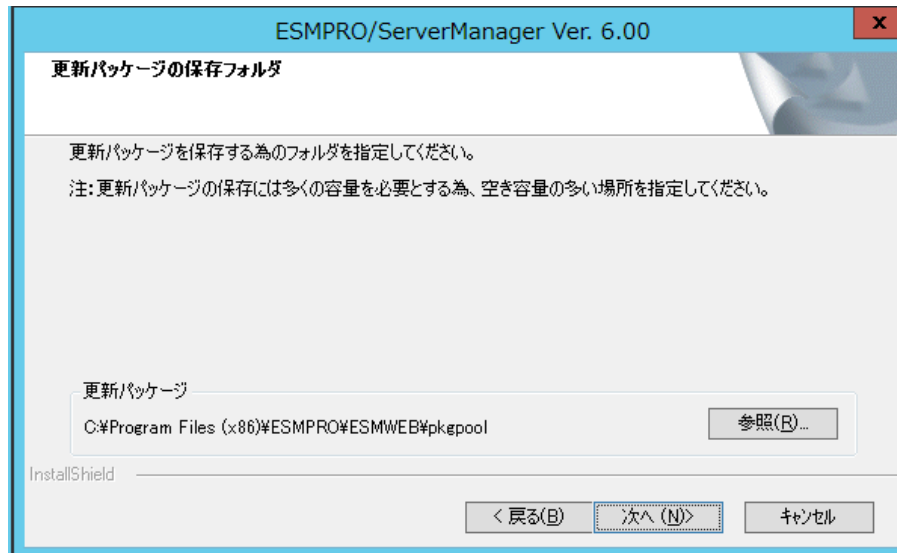 ESMPRO/ServerManager Ver. 6.00
x
更新パッケージの保存フォルダ
更新パッケージを保存する為のフォルダを指定してください。
注:更新パッケージの保存には多くの容量を必要とする為、空き容量の多い場所を指定してください。
更新パッケージ
C:¥Program Files (x86)¥ESMPRO¥ESMWEB¥pkgpool
参照(R)...
InstallShield
< 戻る(B)
次へ (N)>
キャンセル